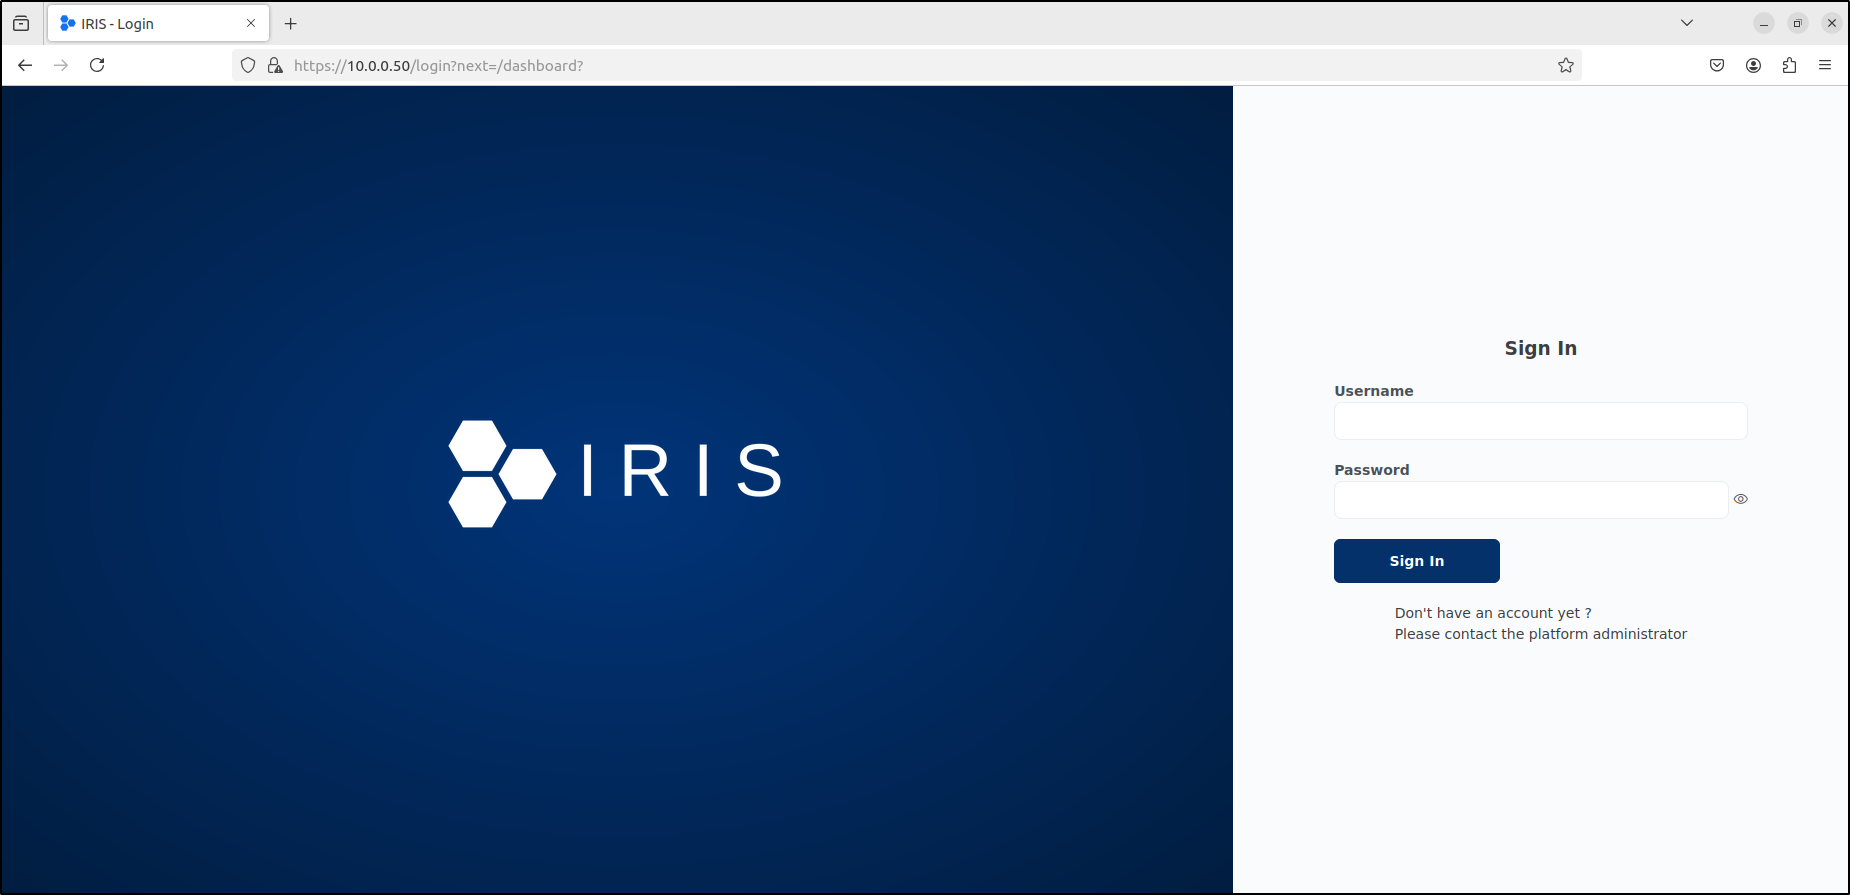 IRIS - Login
https://10.0.0.50/login?next=/dashboard?
IRIS
Sign In
Username
Password
Sign In
Don't have an account yet ?
Please contact the platform administrator